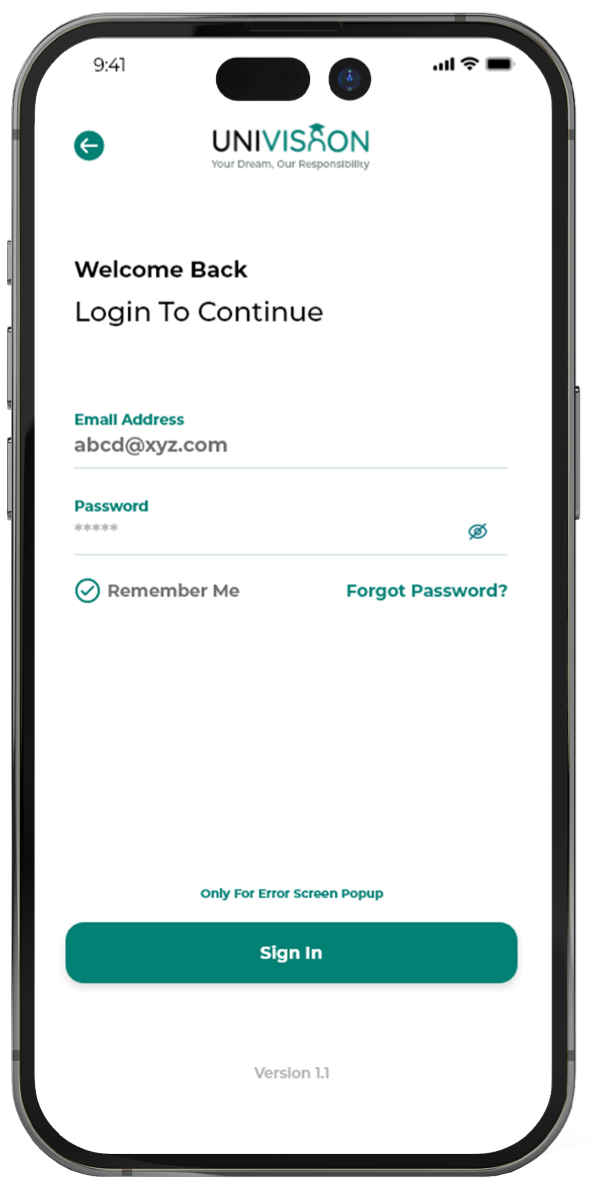 9:41
UNIVISION
Your Dream, Our Responsibility
Welcome Back
Login To Continue
Email Address
abcd@xyz.com
Password
*****
Remember Me
Forgot Password?
Only For Error Screen Popup
Sign In
Version 1.1